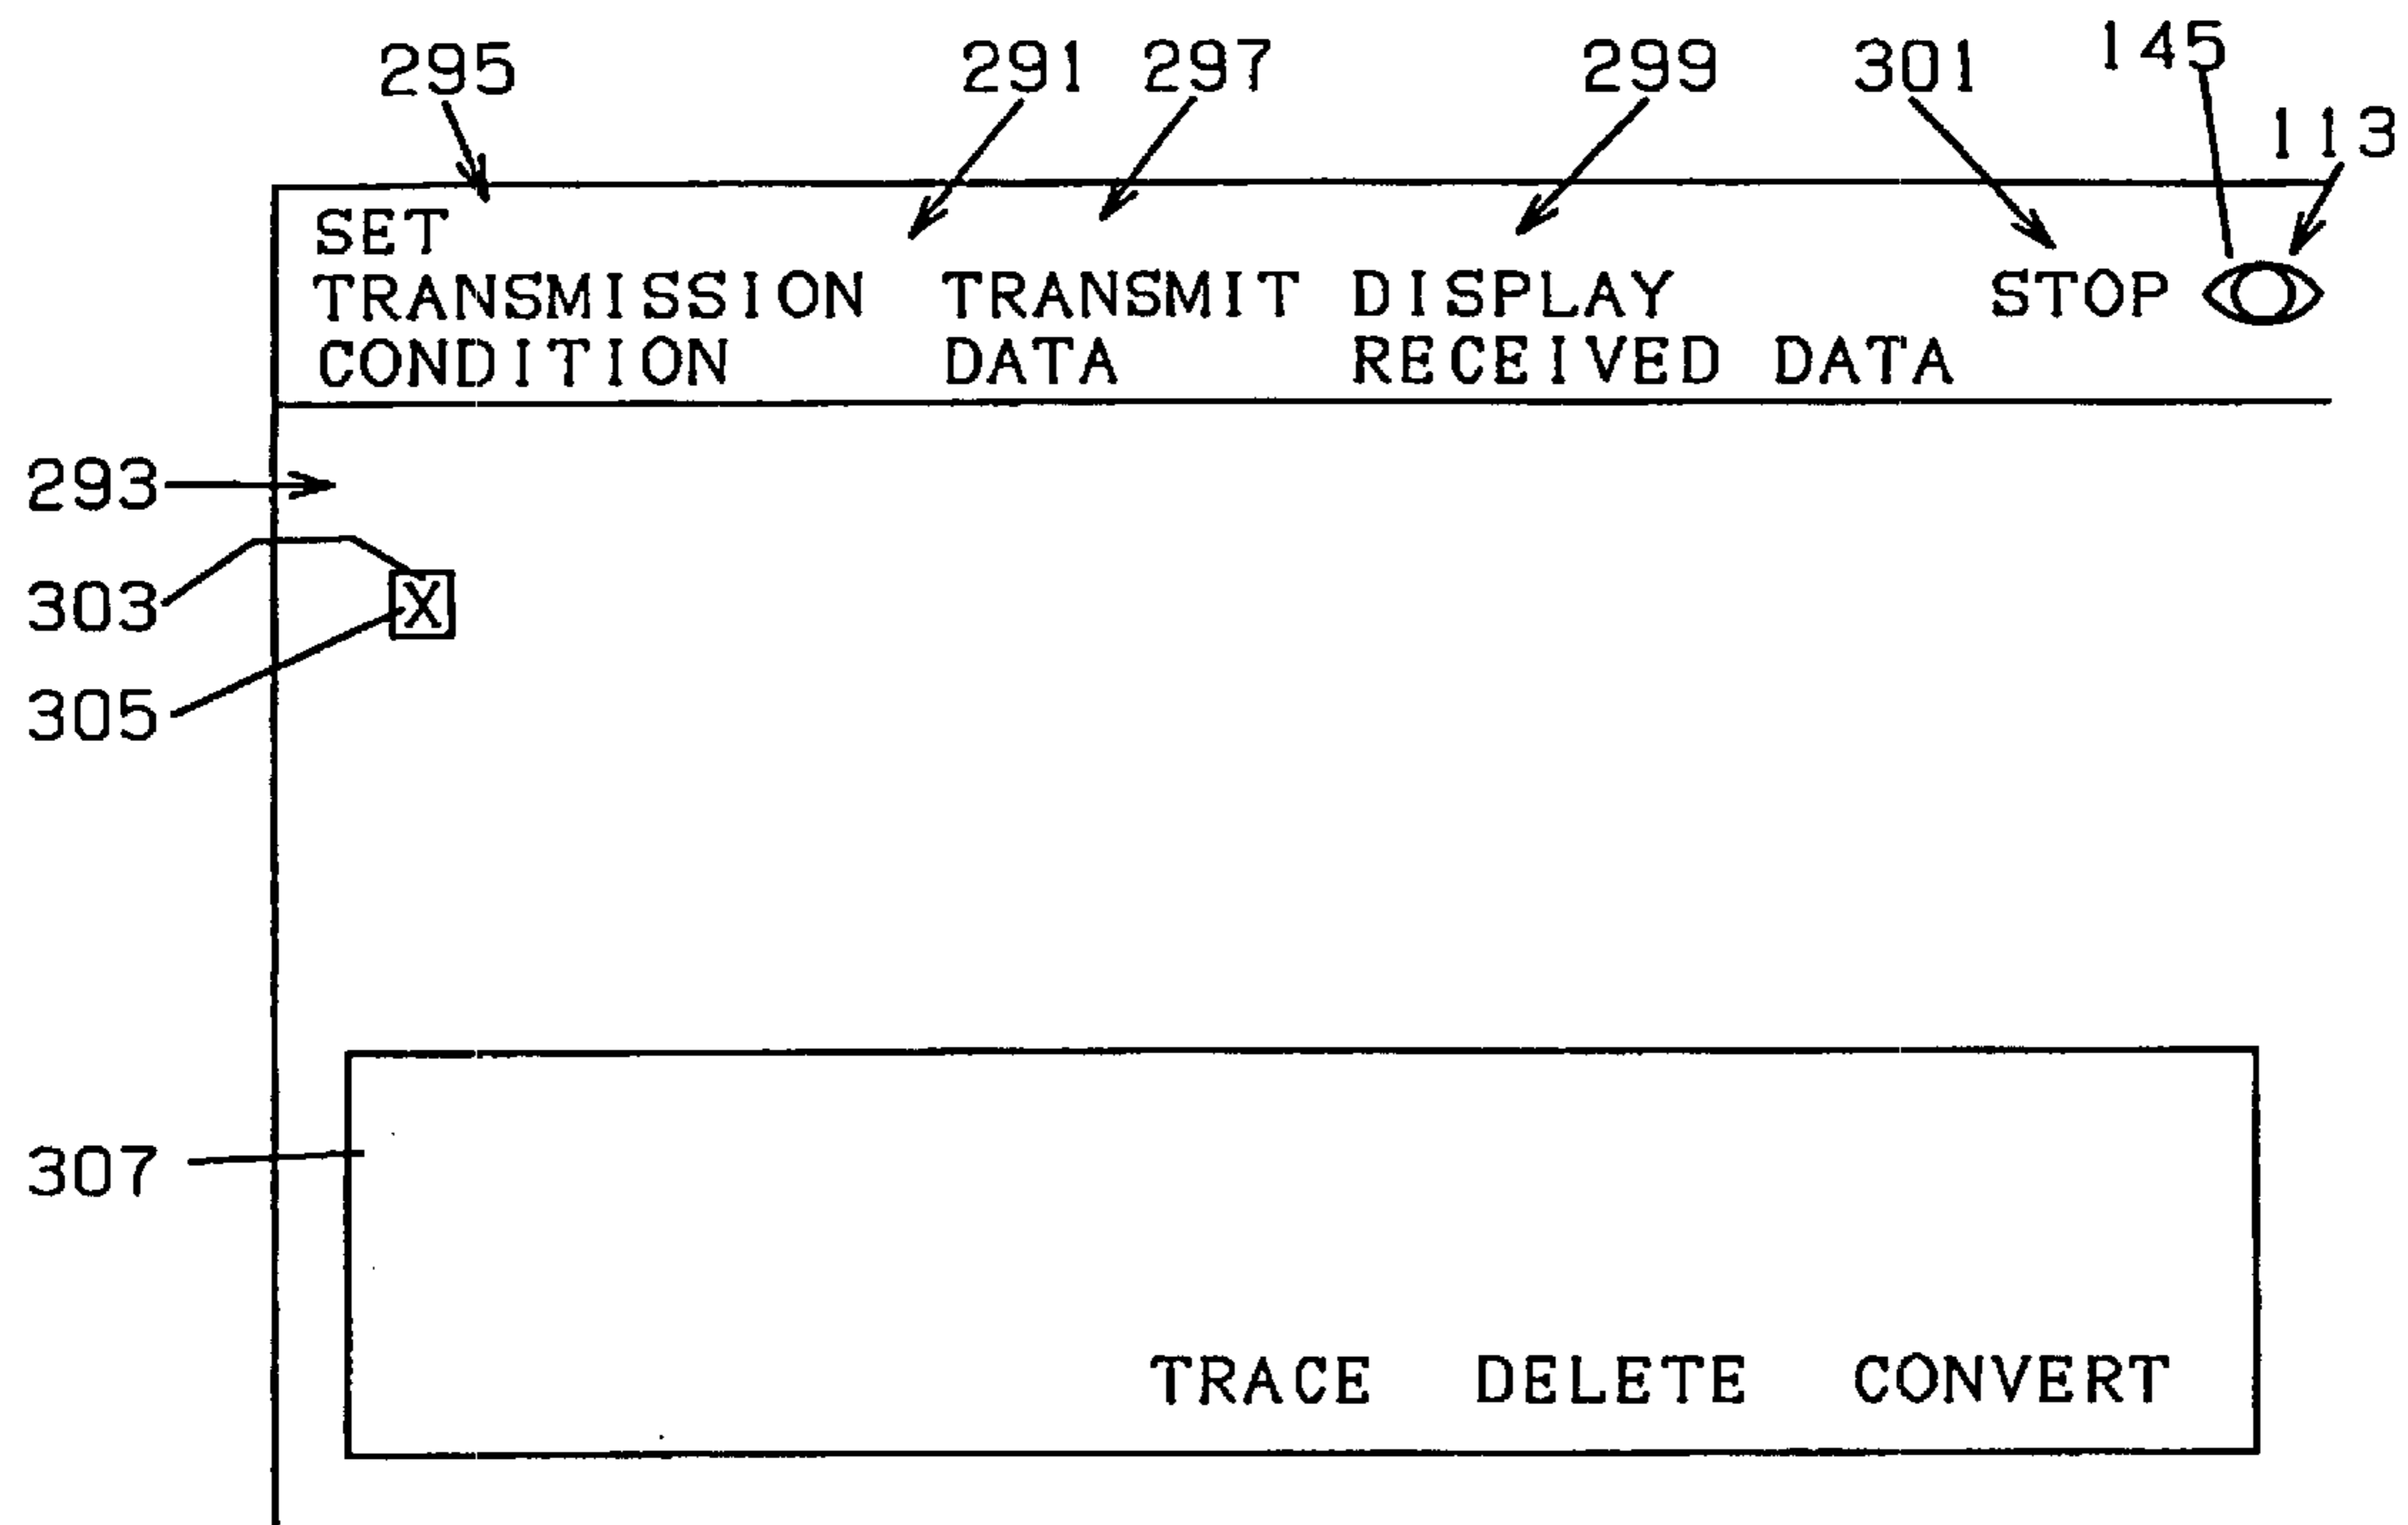 295 291 297 299 301 145
113
SET
TRANSMISSION TRANSMIT DISPLAY STOP
CONDITION DATA RECEIVED DATA
293
303
X
305
307
TRACE DELETE CONVERT